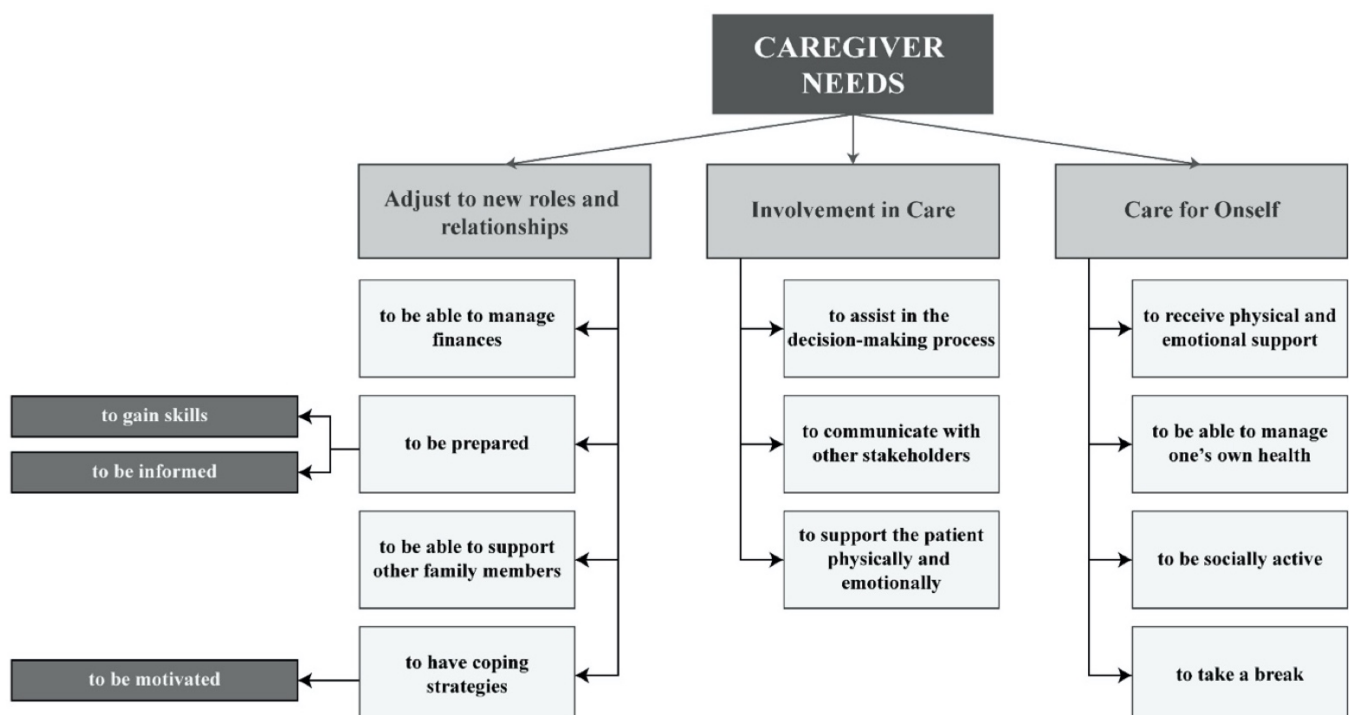 CAREGIVER
NEEDS
Adjust to new roles and
relationships
Involvement in Care
Care for Onself
to be able to manage
finances
to assist in the
decision-making process
to receive physical and
emotional support
to gain skills
to be informed
to be prepared
to communicate with
other stakeholders
to be able to manage
one's own health
to be able to support
other family members
to support the patient
physically and
emotionally
to be socially active
to be motivated
to have coping
strategies
to take a break